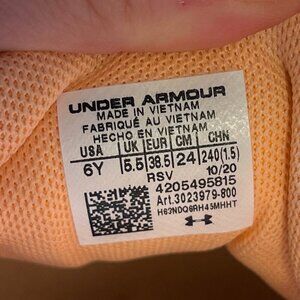 UNDER ARMOUR
MADE IN VIETNAM
FABRIQUÉ AU VIETNAM
HECHO EN VIETNAM
USA UK EUR CM CHN
6Y 5.5 38.5 24 240(1.5)
RSV 10/20
4205495815
Art.3023979-800
H63NDQ6RH45MHHT